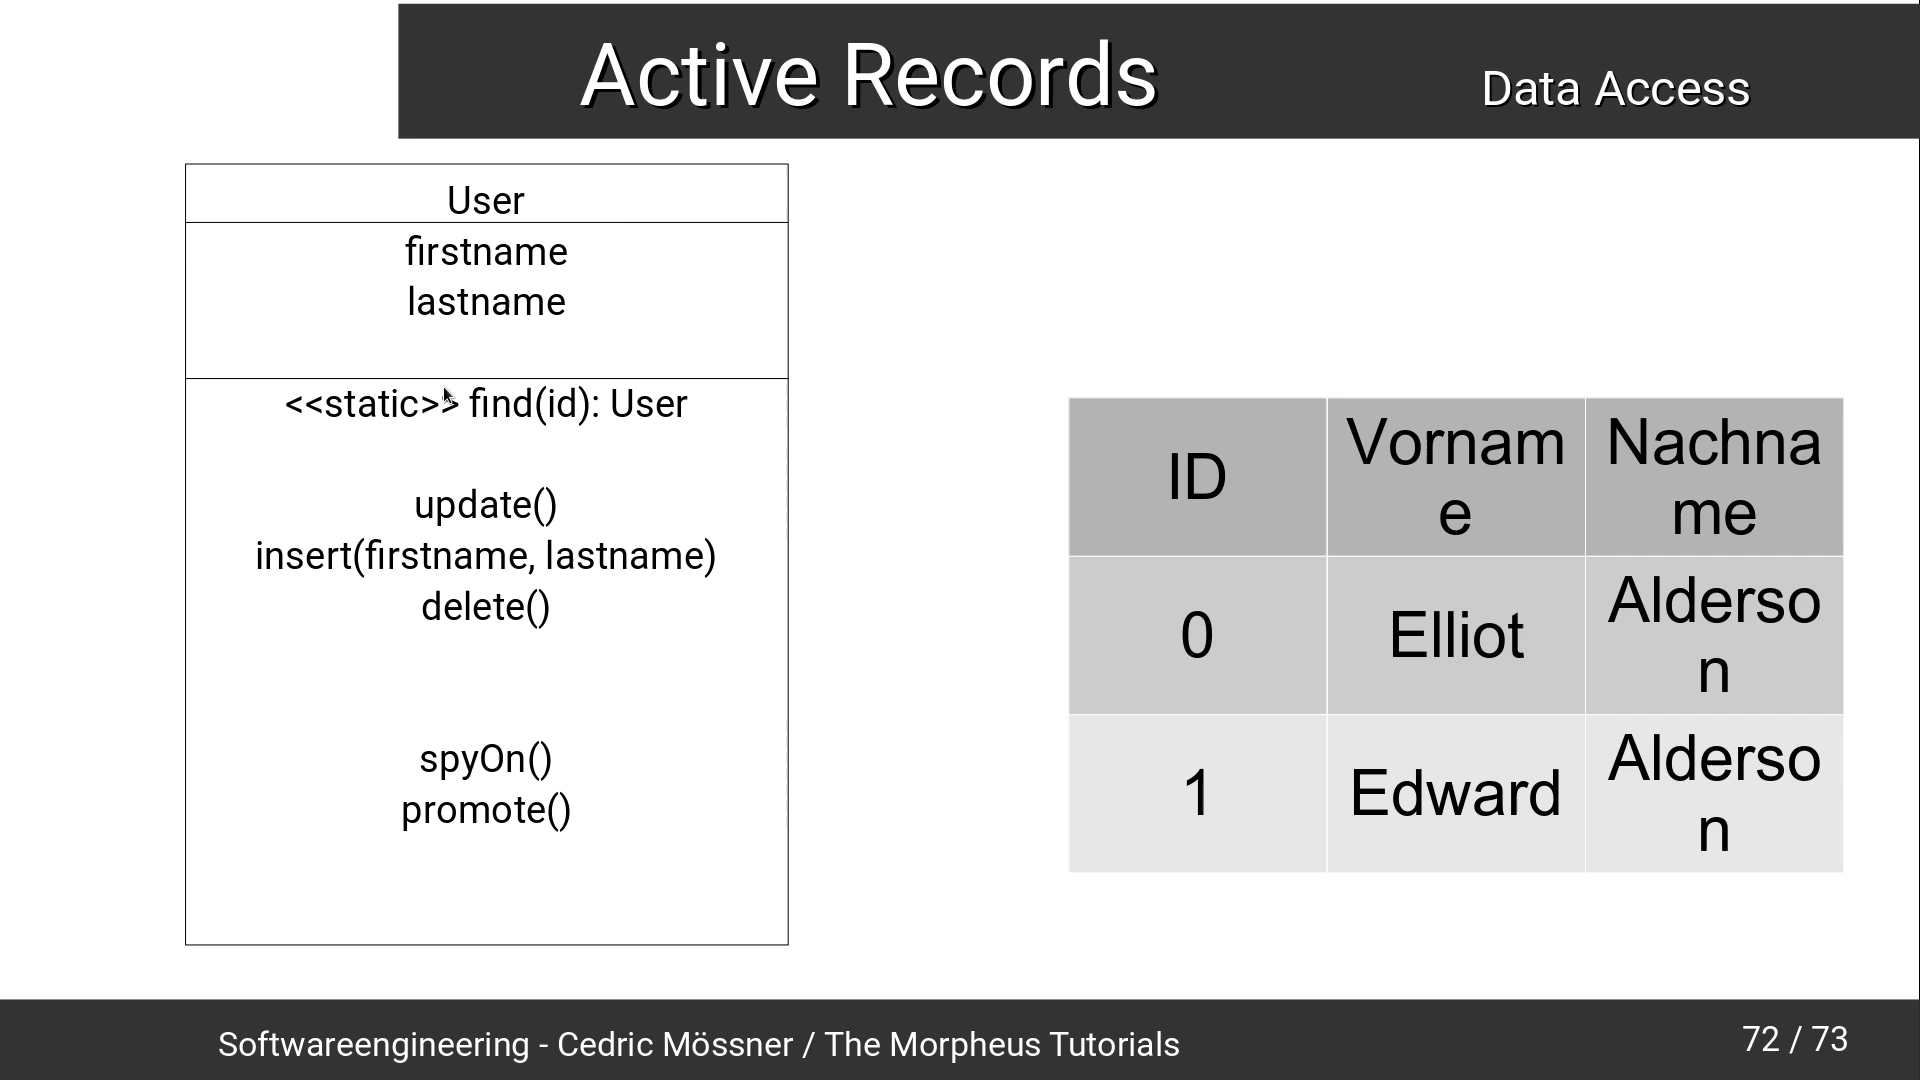 Active Records
Data Access
User
firstname
lastname
<<static>> find(id): User
update()
insert(firstname, lastname)
delete()
spyOn()
promote()
ID
Vornam
e
Nachna
me
0
Elliot
Alderso
n
1
Edward
Alderso
n
Softwareengineering - Cedric Mössner / The Morpheus Tutorials
72 / 73